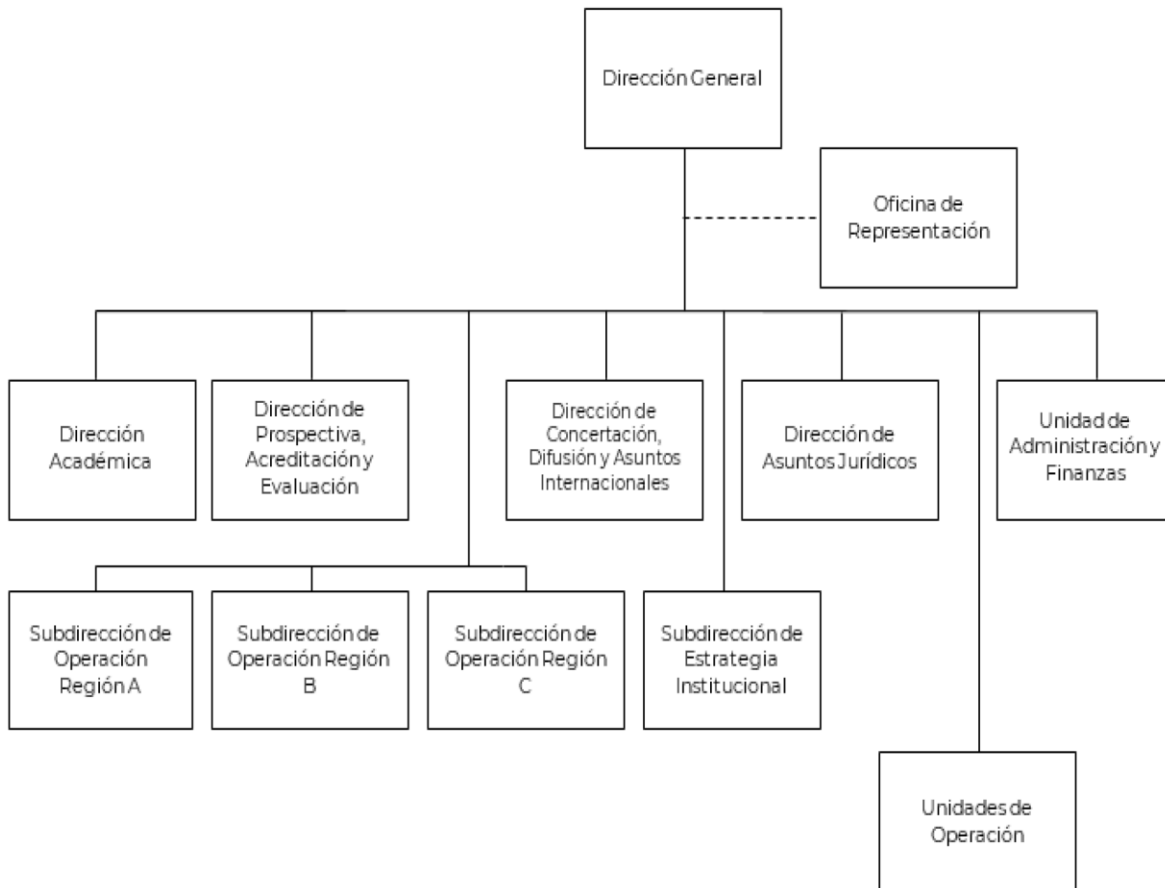 Dirección General
Oficina de
Representación
Dirección
Académica
Dirección de
Prospectiva,
Acreditación y
Evaluación
Dirección de
Concertación,
Difusión y Asuntos
Internacionales
Dirección de
Asuntos Jurídicos
Unidad de
Administración y
Finanzas
Subdirección de
Operación
Región A
Subdirección de
Operación Región
B
Subdirección de
Operación Región
C
Subdirección de
Estrategia
Institucional
Unidades de
Operación